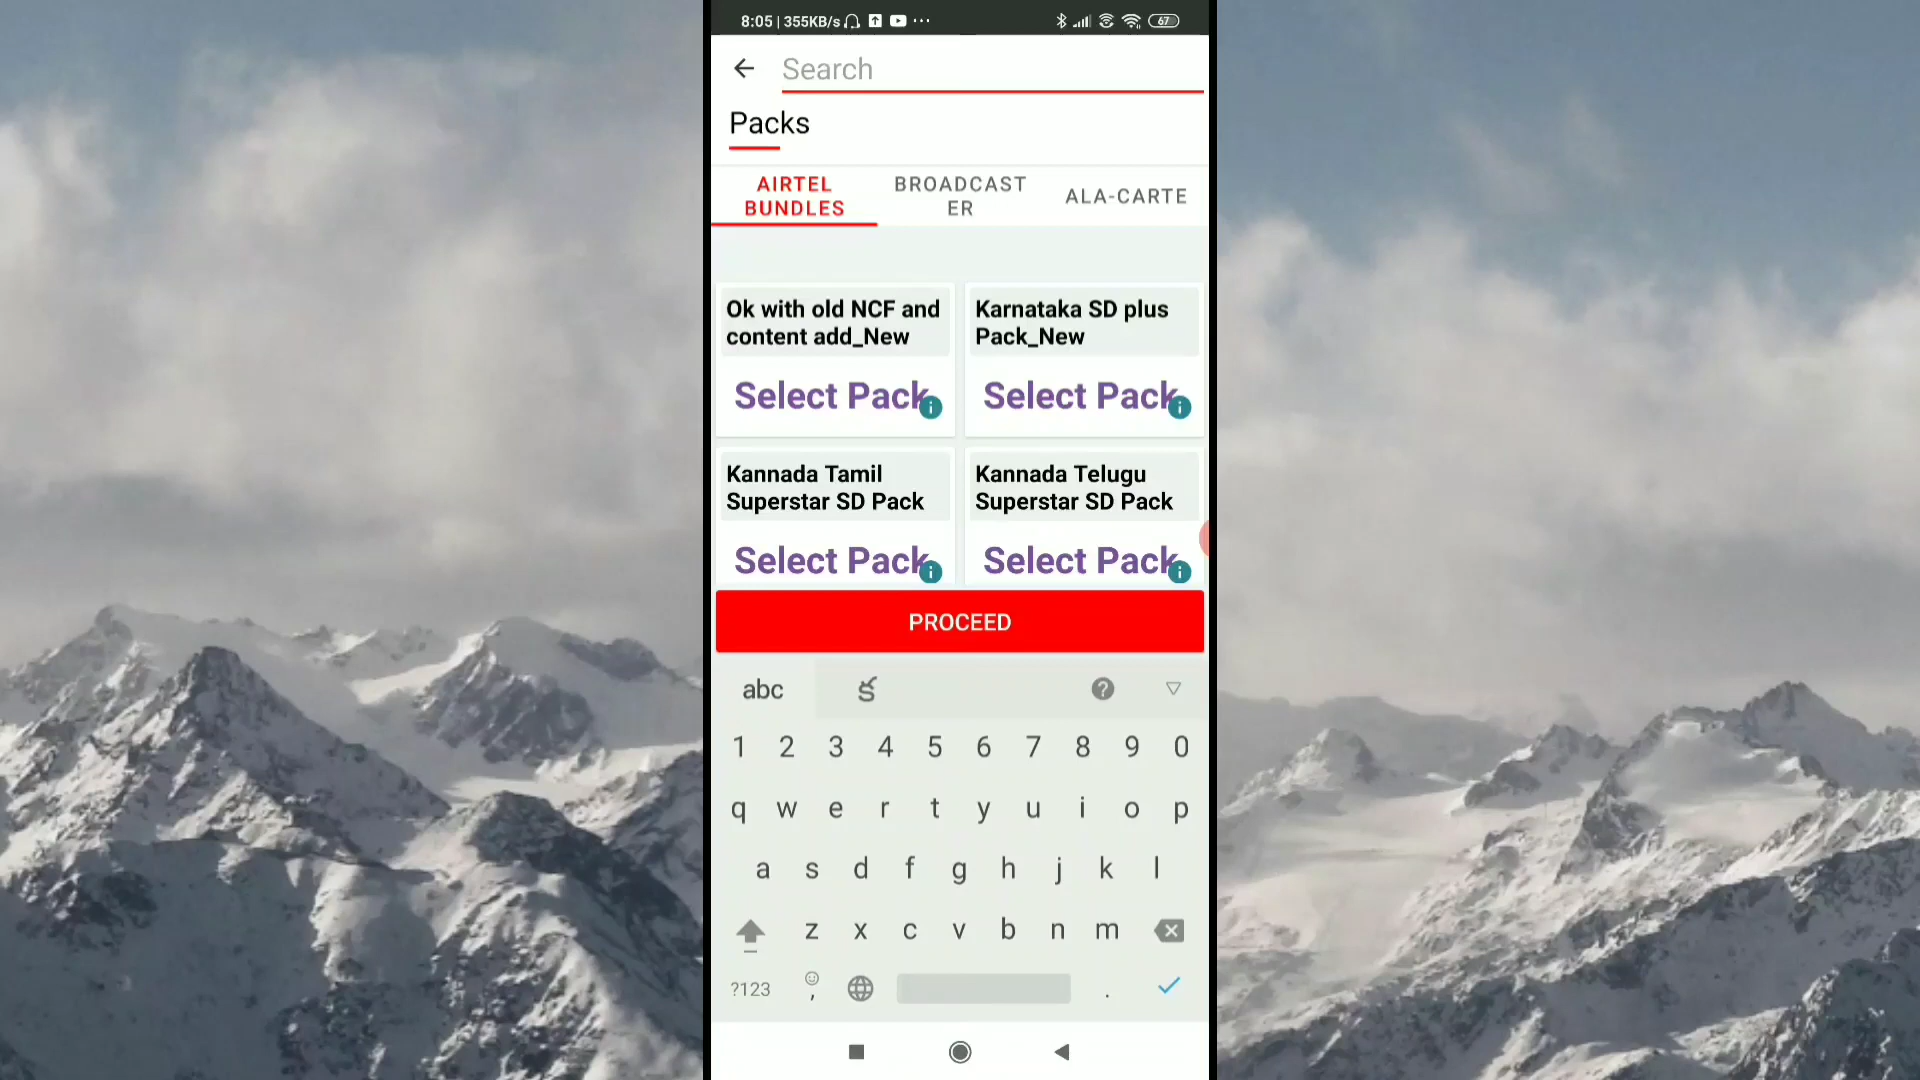 8:05 | 355KB/s ... 67
Search
Packs
AIRTEL
BUNDLES
BROADCAST
ER
ALA-CARTE
Ok with old NCF and
content add_New
Select Pack
Karnataka SD plus
Pack_New
Select Pack
Kannada Tamil
Superstar SD Pack
Select Pack
Kannada Telugu
Superstar SD Pack
Select Pack
PROCEED
abc ?
1 2 3 4 5 6 7 8 9 0
q w e r t y u i o p
a s d f g h j k l
z x c v b n m
?123 , .